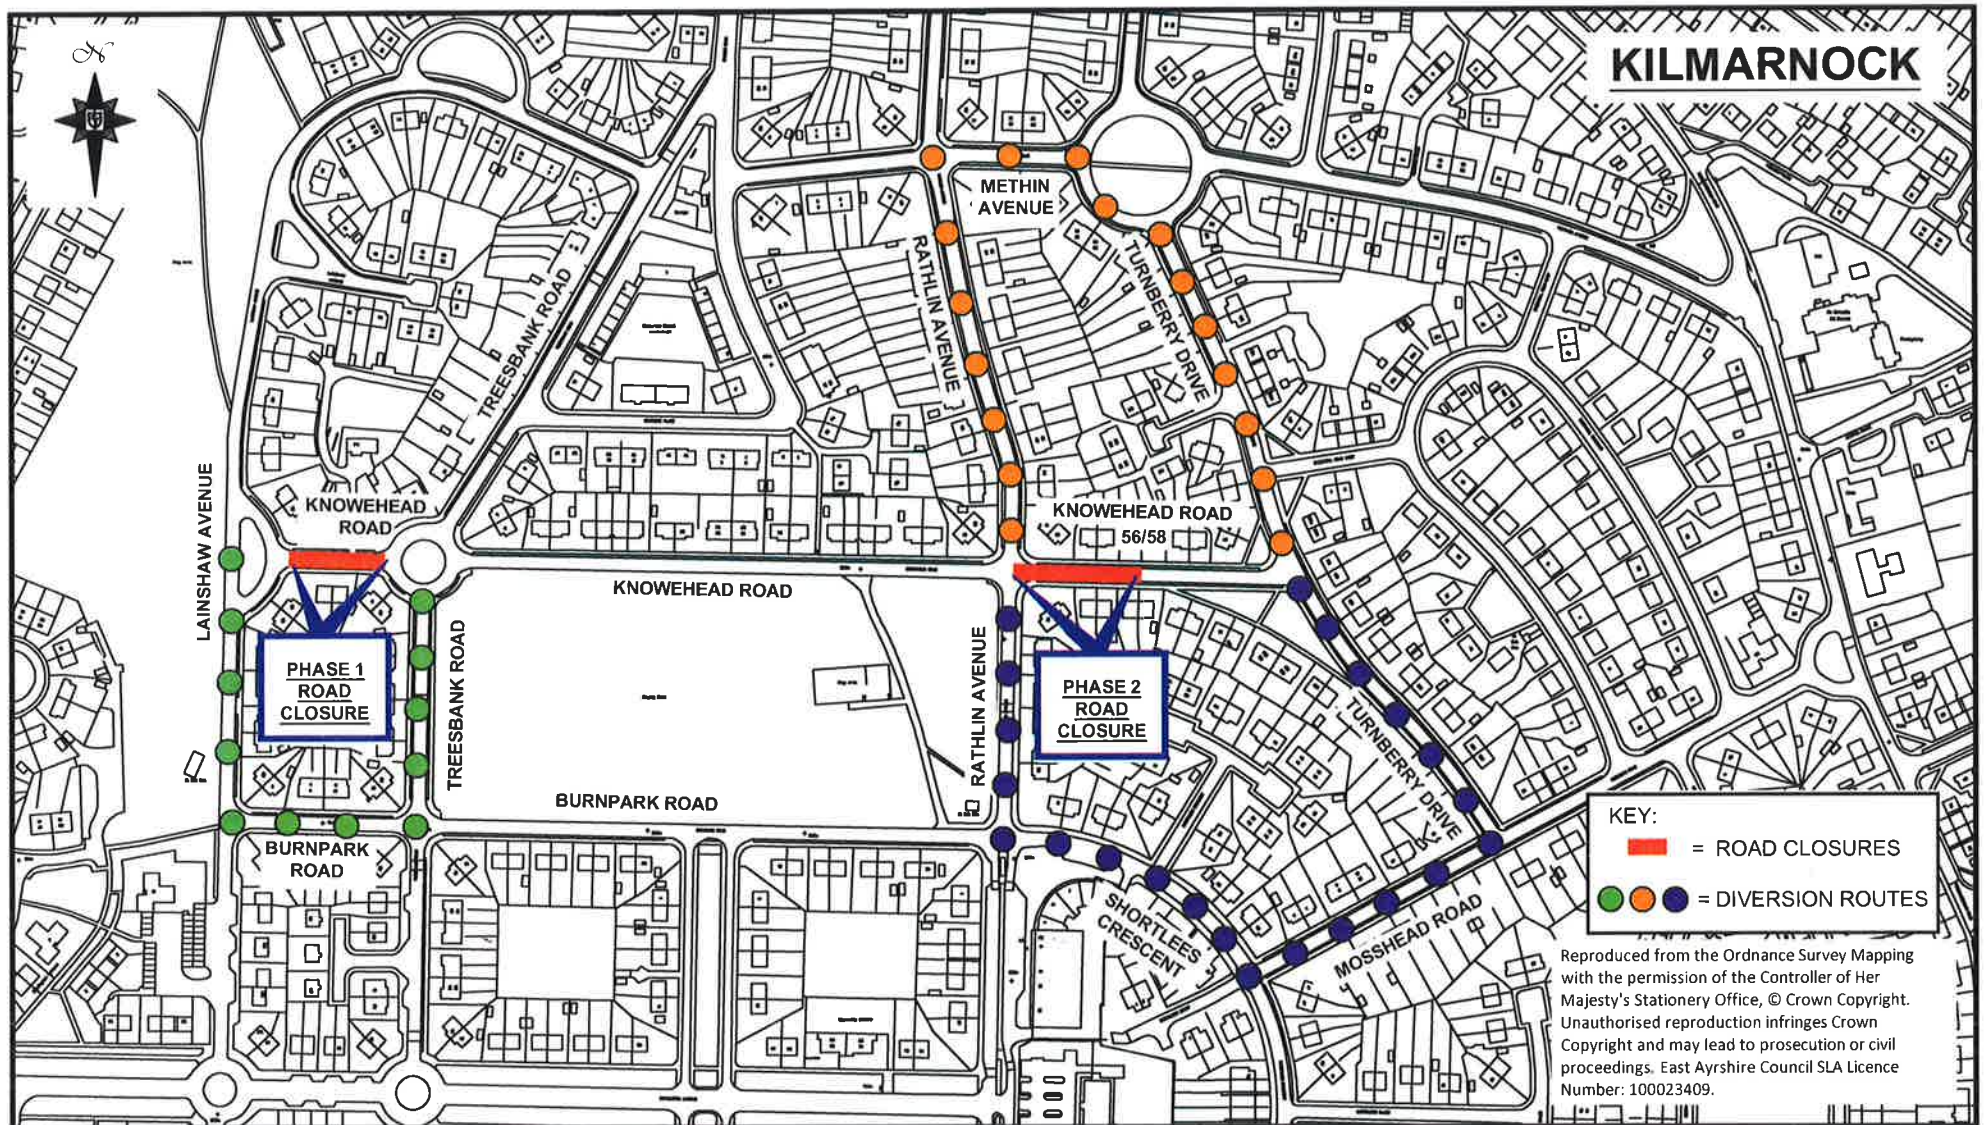 N
KILMARNOCK
METHIN
AVENUE
RATHLIN AVENUE
TURNBERRY DRIVE
TREESBANK ROAD
LAINSHAW AVENUE
KNOWEHEAD
ROAD
KNOWEHEAD ROAD
56/58
KNOWEHEAD ROAD
PHASE 1
ROAD
CLOSURE
TREESBANK ROAD
RATHLIN AVENUE
PHASE 2
ROAD
CLOSURE
TURNBERRY DRIVE
BURNPARK ROAD
BURNPARK
ROAD
SHORTLEES
CRESCENT
MOSSHEAD ROAD
KEY:
= ROAD CLOSURES
= DIVERSION ROUTES
Reproduced from the Ordnance Survey Mapping
with the permission of the Controller of Her
Majesty's Stationery Office, © Crown Copyright.
Unauthorised reproduction infringes Crown
Copyright and may lead to prosecution or civil
proceedings. East Ayrshire Council SLA Licence
Number: 100023409.